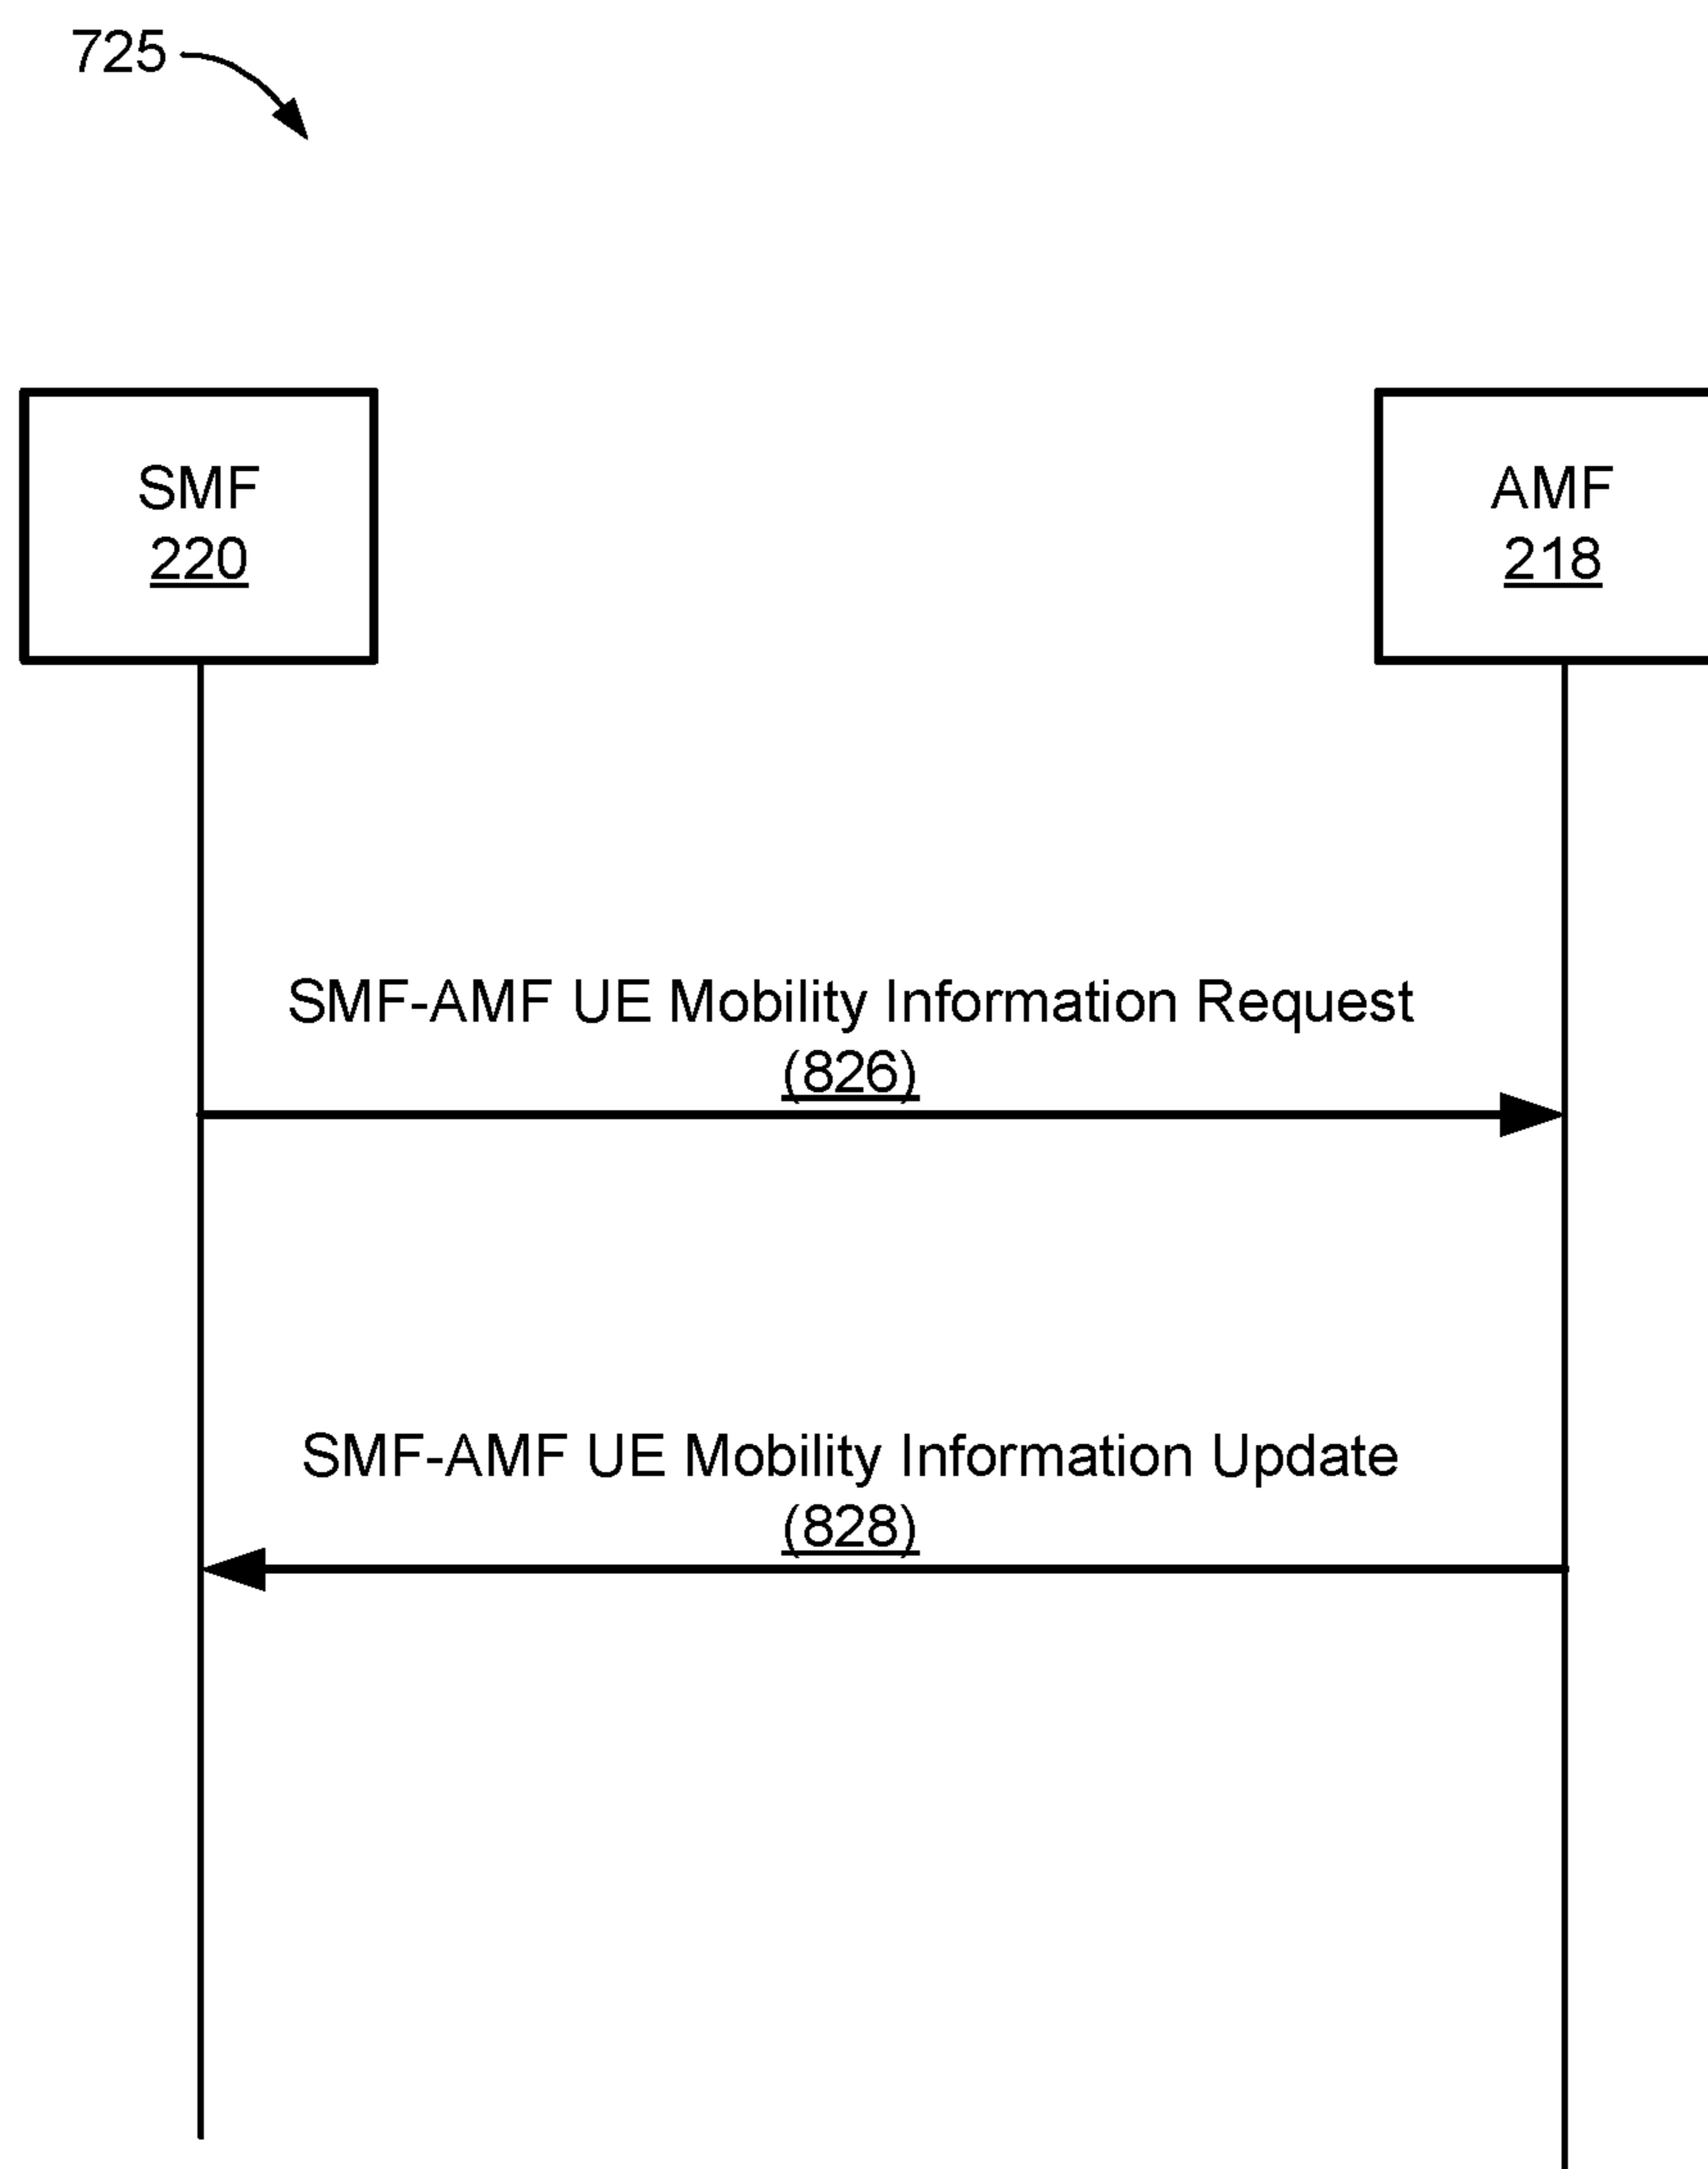 725
SMF
220
AMF
218
SMF-AMF UE Mobility Information Request
(826)
SMF-AMF UE Mobility Information Update
(828)